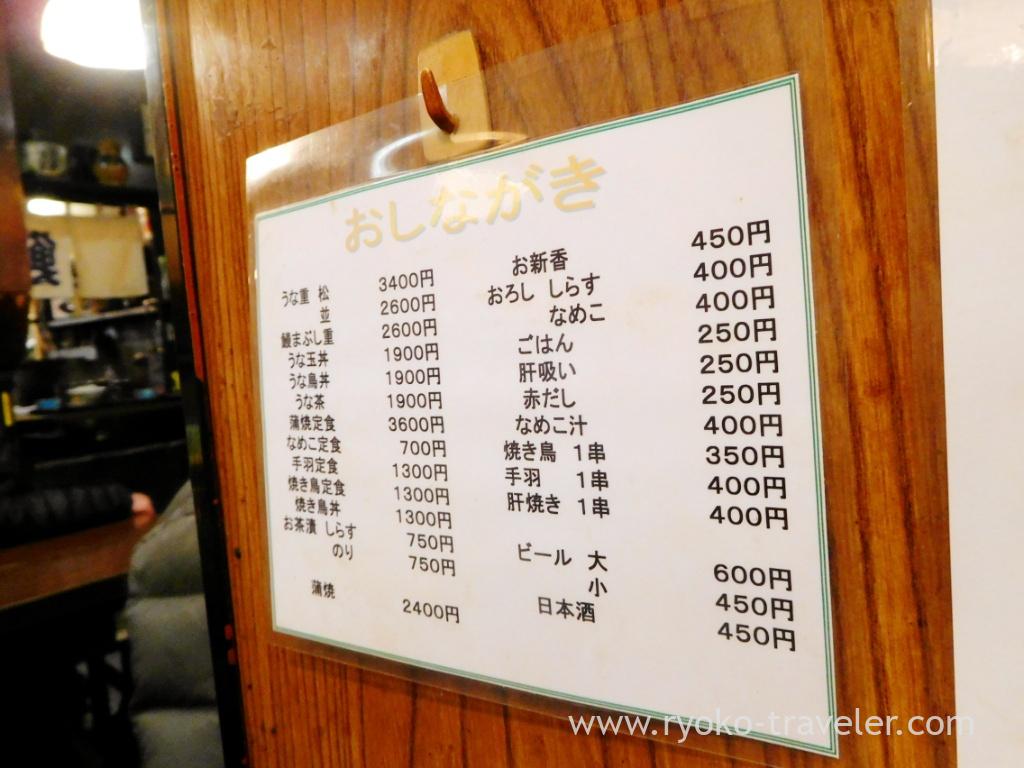 おしながき
うな重 松 3400円
並 2600円
鰻まぶし重 2600円
うな玉丼 1900円
うな鳥丼 1900円
うな茶 1900円
蒲焼定食 3600円
なめこ定食 700円
手羽定食 1300円
焼き鳥定食 1300円
焼き鳥丼 1300円
お茶漬 しらす 750円
のり 750円
蒲焼 2400円
お新香 450円
おろし しらす 400円
なめこ 400円
ごはん 250円
肝吸い 250円
赤だし 250円
なめこ汁 400円
焼き鳥 1串 350円
手羽 1串 400円
肝焼き 1串 400円
ビール 大 600円
小 450円
日本酒 450円
www.ryoko-traveler.com